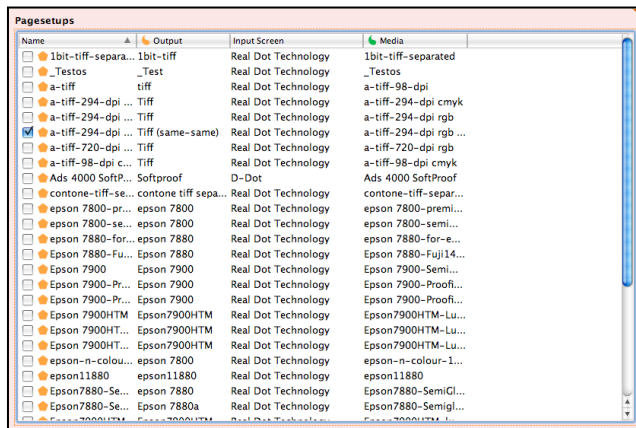 Pagesetups
Name Output Input Screen Media
1bit-tiff-separa... 1bit-tiff Real Dot Technology 1bit-tiff-separated
_Testos _Test Real Dot Technology _Testos
a-tiff tiff Real Dot Technology a-tiff-98-dpi
a-tiff-294-dpi ... Tiff Real Dot Technology a-tiff-294-dpi cmyk
a-tiff-294-dpi ... Tiff Real Dot Technology a-tiff-294-dpi rgb
a-tiff-294-dpi ... Tiff (same-same) Real Dot Technology a-tiff-294-dpi rgb ...
a-tiff-720-dpi ... Tiff Real Dot Technology a-tiff-720-dpi rgb
a-tiff-98-dpi c... Tiff Real Dot Technology a-tiff-98-dpi cmyk
Ads 4000 SoftP... Softproof D-Dot Ads 4000 SoftProof
contone-tiff-se... contone tiff sepa... Real Dot Technology contone-tiff-separ...
epson 7800-pr... epson 7800 Real Dot Technology epson 7800-premi...
epson 7800-se... epson 7800 Real Dot Technology epson 7800-semi...
epson 7880-for... epson 7880 Real Dot Technology epson 7880-for-e...
Epson 7880-Fu... epson 7880 Real Dot Technology Epson 7880-Fuji14...
Epson 7900 Epson 7900 Real Dot Technology Epson 7900-Semi...
Epson 7900-Pr... Epson 7900 Real Dot Technology Epson 7900-Proofi...
Epson 7900-Pr... Epson 7900 Real Dot Technology Epson 7900-Proofi...
Epson 7900HTM Epson7900HTM Real Dot Technology Epson7900HTM-Lu...
Epson 7900HT... Epson7900HTM Real Dot Technology Epson7900HTM-Lu...
Epson 7900HT... Epson7900HTM Real Dot Technology Epson7900HTM-Lu...
epson-n-colou... epson 7800 Real Dot Technology epson-n-colour-1...
epson11880 epson11880 Real Dot Technology epson11880
Epson7880-Se... epson 7880 Real Dot Technology Epson7880-SemiGl...
Epson7880-Se... Epson 7880a Real Dot Technology Epson7880-Semigl...